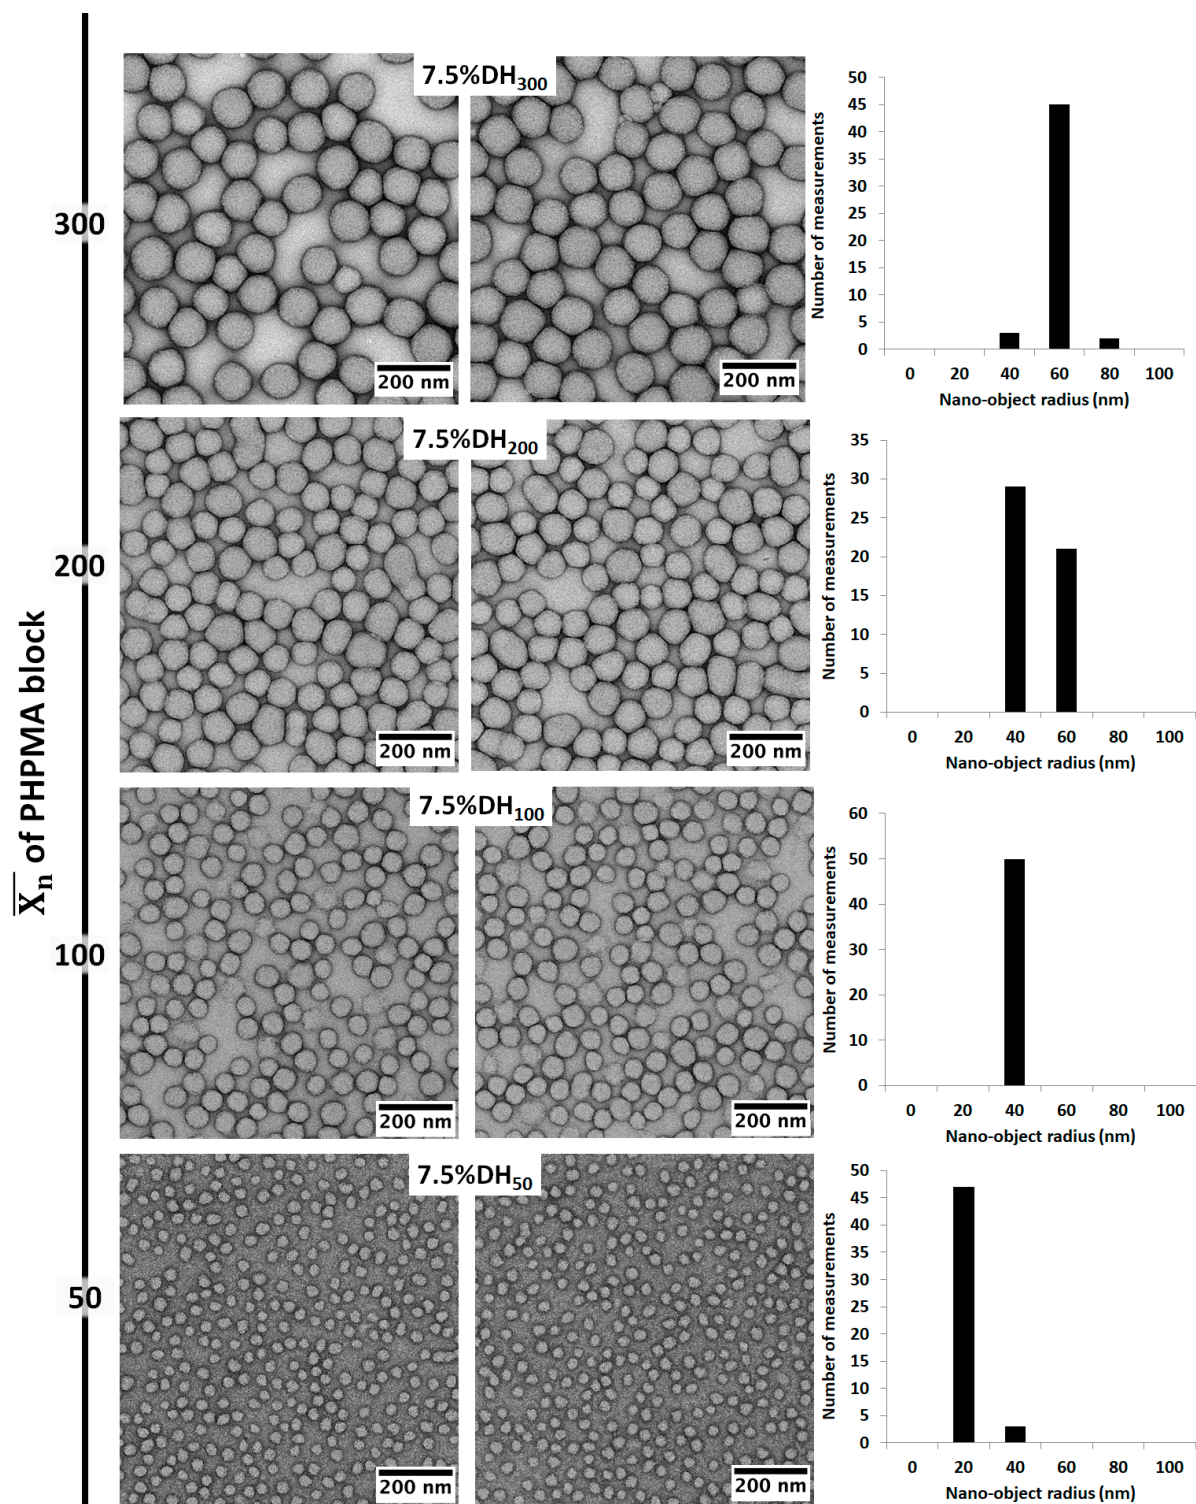 X̄n of PHPMA block
300
7.5%DH300
200 nm
200 nm
Number of measurements
50
45
40
35
30
25
20
15
10
5
0
0 20 40 60 80 100
Nano-object radius (nm)
200
7.5%DH200
200 nm
200 nm
Number of measurements
35
30
25
20
15
10
5
0
0 20 40 60 80 100
Nano-object radius (nm)
100
7.5%DH100
200 nm
200 nm
Number of measurements
60
50
40
30
20
10
0
0 20 40 60 80 100
Nano-object radius (nm)
50
7.5%DH50
200 nm
200 nm
Number of measurements
50
45
40
35
30
25
20
15
10
5
0
0 20 40 60 80 100
Nano-object radius (nm)